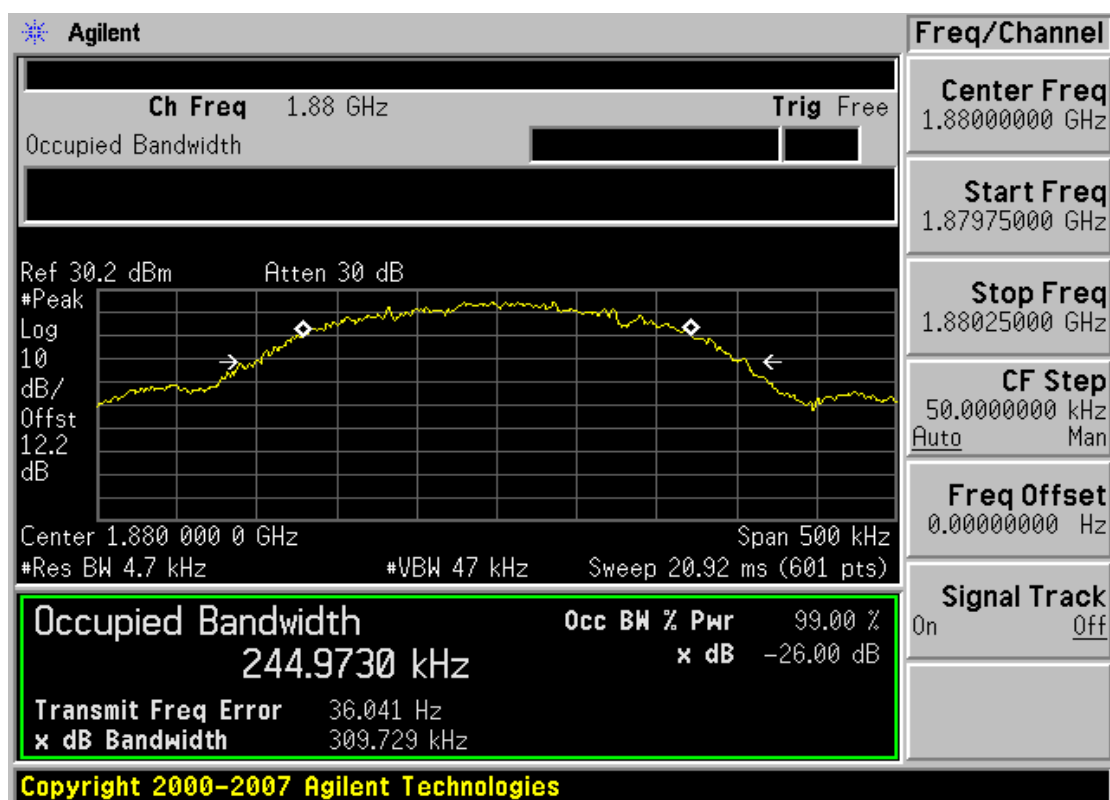 Agilent
Freq/Channel
Ch Freq 1.88 GHz Trig Free
Occupied Bandwidth
Center Freq
1.88000000 GHz
Start Freq
1.87975000 GHz
Stop Freq
1.88025000 GHz
CF Step
50.0000000 kHz
Auto Man
Freq Offset
0.00000000 Hz
Signal Track
On Off
Ref 30.2 dBm Atten 30 dB
#Peak
Log
10
dB/
Offst
12.2
dB
Center 1.880 000 0 GHz Span 500 kHz
#Res BW 4.7 kHz #VBW 47 kHz Sweep 20.92 ms (601 pts)
Occupied Bandwidth
244.9730 kHz
Occ BW % Pwr 99.00 %
x dB -26.00 dB
Transmit Freq Error 36.041 Hz
x dB Bandwidth 309.729 kHz
Copyright 2000-2007 Agilent Technologies